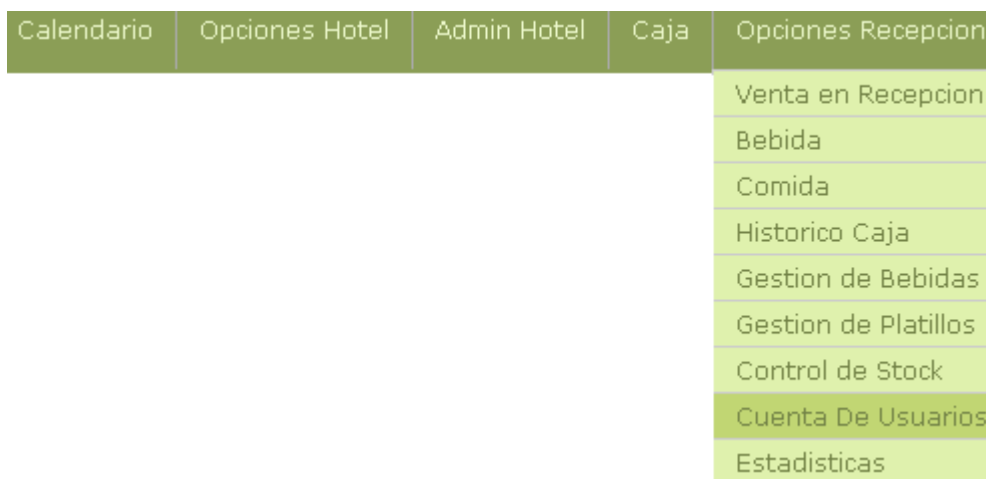 Calendario Opciones Hotel Admin Hotel Caja Opciones Recepcion
Venta en Recepcion
Bebida
Comida
Historico Caja
Gestion de Bebidas
Gestion de Platillos
Control de Stock
Cuenta De Usuarios
Estadisticas